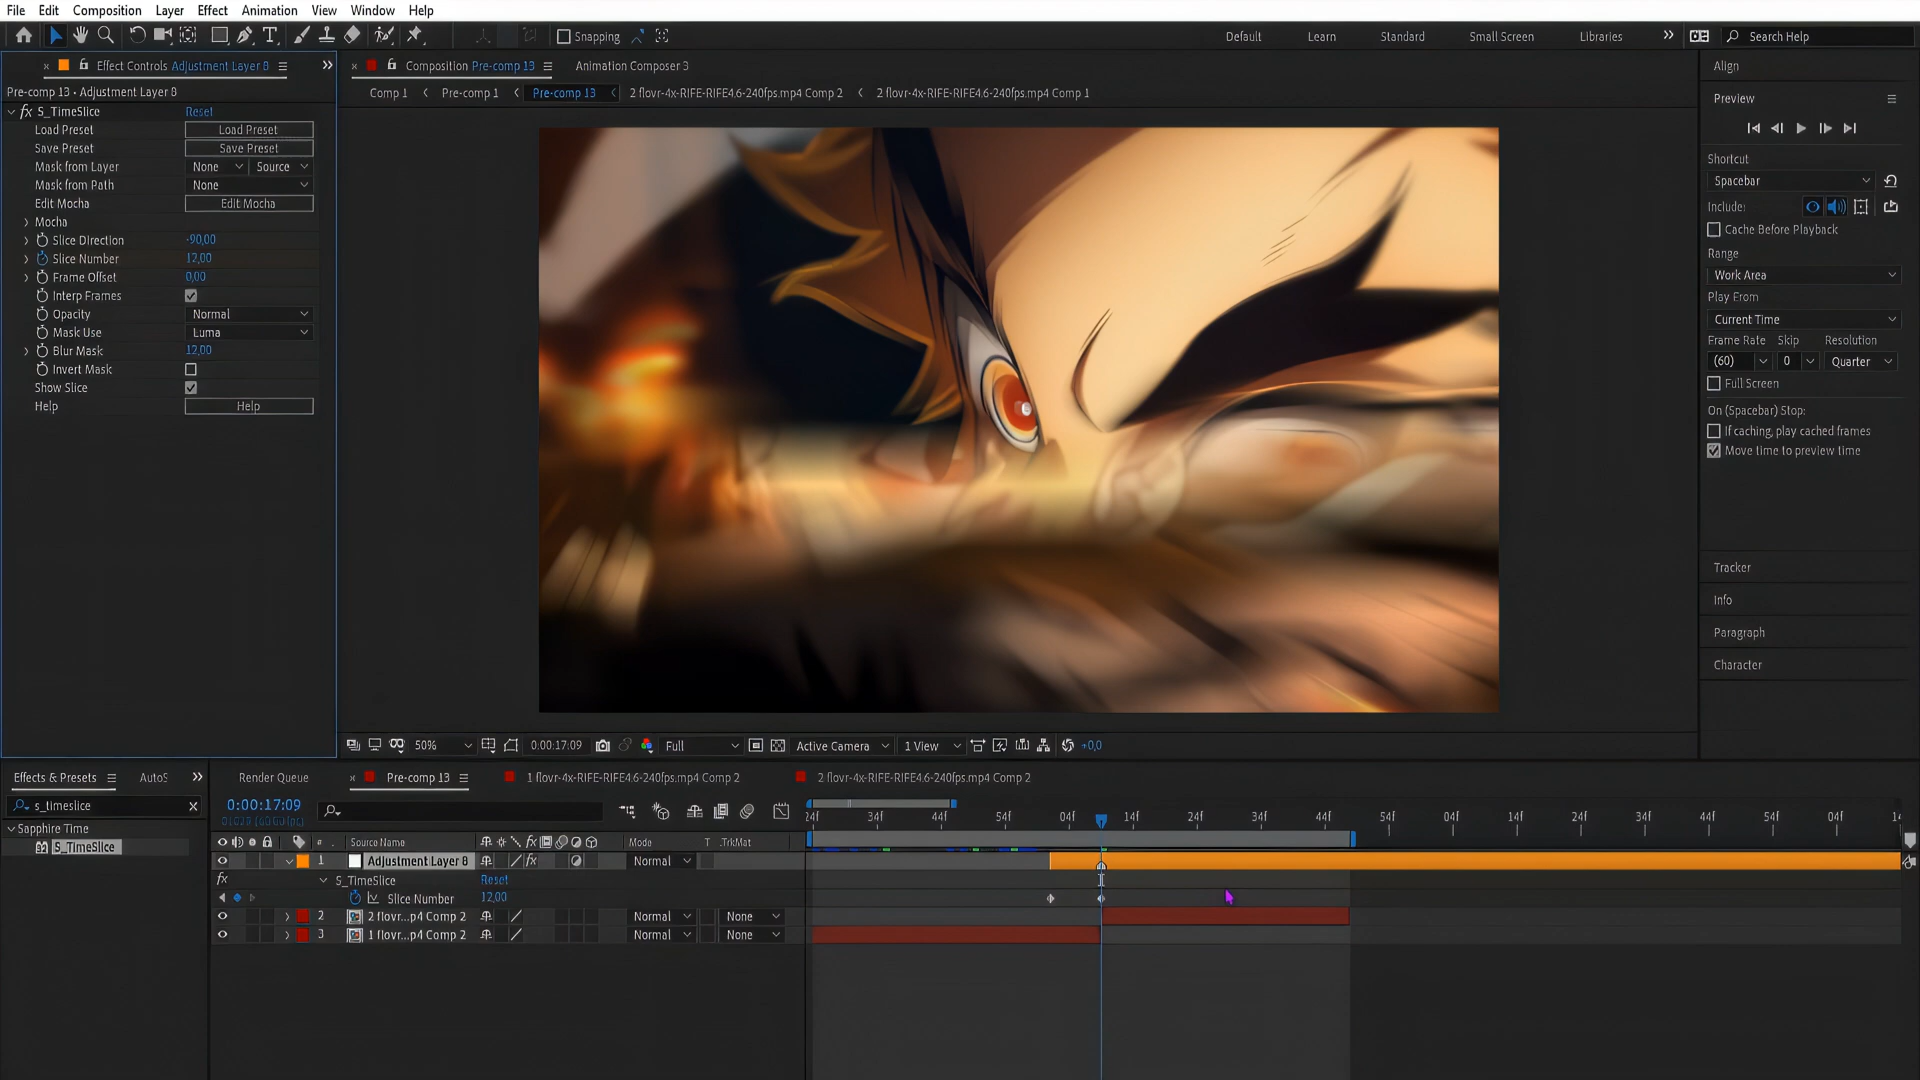 File Edit Composition Layer Effect Animation View Window Help
Snapping Default Learn Standard Small Screen Libraries Search Help
Effect Controls Adjustment Layer 8
Composition Pre-comp 13 Animation Composer 3
Align
Pre-comp 13 • Adjustment Layer 8
Comp 1 Pre-comp 1 Pre-comp 13 2 flovr-4x-RIFE-RIFE4.6-240fps.mp4 Comp 2 2 flovr-4x-RIFE-RIFE4.6-240fps.mp4 Comp 1
Preview
fx S_TimeSlice Reset
Load Preset Load Preset
Save Preset Save Preset
Mask from Layer None Source
Mask from Path None
Edit Mocha Edit Mocha
Mocha
Slice Direction -90,00
Slice Number 12,00
Frame Offset 0,00
Interp Frames
Opacity Normal
Mask Use Luma
Blur Mask 12,00
Invert Mask
Show Slice
Help Help
Shortcut
Spacebar
Include:
Cache Before Playback
Range
Work Area
Play From
Current Time
Frame Rate Skip Resolution
(60) 0 Quarter
Full Screen
On (Spacebar) Stop:
If caching, play cached frames
Move time to preview time
Tracker
Info
Paragraph
Character
50% 0:00:17:09 Full Active Camera 1 View +0,0
Effects & Presets AutoS
Render Queue Pre-comp 13 1 flovr-4x-RIFE-RIFE4.6-240fps.mp4 Comp 2 2 flovr-4x-RIFE-RIFE4.6-240fps.mp4 Comp 2
s_timeslice
Sapphire Time
S_TimeSlice
0:00:17:09
24f 34f 44f 54f 04f 14f 24f 34f 44f 54f 04f 14f 24f 34f 44f 54f 04f 14
# Source Name fx Mode T .TrkMat
1 Adjustment Layer 8 fx Normal
fx S_TimeSlice Reset
Slice Number 12,00
2 2 flovr...p4 Comp 2 Normal None
3 1 flovr...p4 Comp 2 Normal None